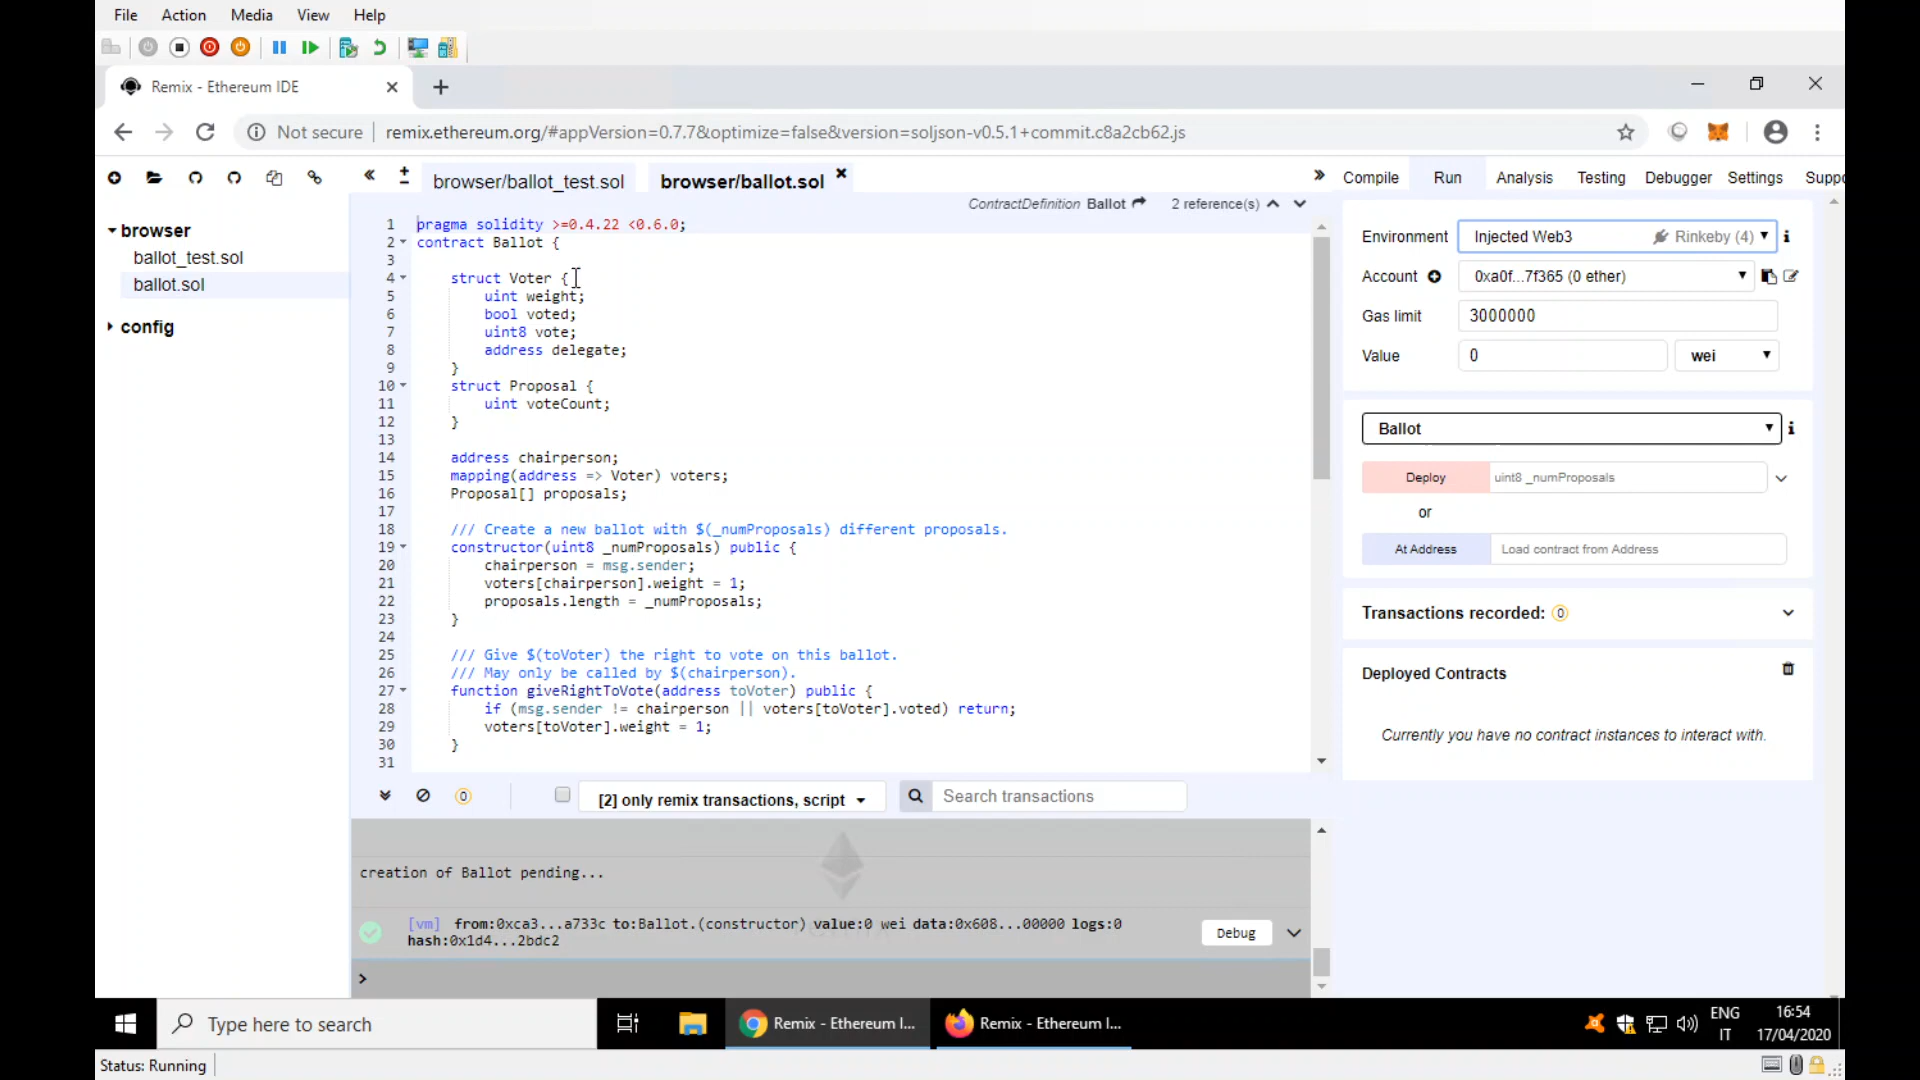 File Action Media View Help
Remix - Ethereum IDE
Not secure remix.ethereum.org/#appVersion=0.7.7&optimize=false&version=soljson-v0.5.1+commit.c8a2cb62.js
browser/ballot_test.sol browser/ballot.sol
Compile Run Analysis Testing Debugger Settings Suppo
ContractDefinition Ballot 2 reference(s)
browser
ballot_test.sol
ballot.sol
config
1 pragma solidity >=0.4.22 <0.6.0;
2 contract Ballot {
3
4 struct Voter {
5 uint weight;
6 bool voted;
7 uint8 vote;
8 address delegate;
9 }
10 struct Proposal {
11 uint voteCount;
12 }
13
14 address chairperson;
15 mapping(address => Voter) voters;
16 Proposal[] proposals;
17
18 /// Create a new ballot with $(_numProposals) different proposals.
19 constructor(uint8 _numProposals) public {
20 chairperson = msg.sender;
21 voters[chairperson].weight = 1;
22 proposals.length = _numProposals;
23 }
24
25 /// Give $(toVoter) the right to vote on this ballot.
26 /// May only be called by $(chairperson).
27 function giveRightToVote(address toVoter) public {
28 if (msg.sender != chairperson || voters[toVoter].voted) return;
29 voters[toVoter].weight = 1;
30 }
31
Environment Injected Web3 Rinkeby (4)
Account 0xa0f...7f365 (0 ether)
Gas limit 3000000
Value 0 wei
Ballot
Deploy uint8 _numProposals
or
At Address Load contract from Address
Transactions recorded: 0
Deployed Contracts
Currently you have no contract instances to interact with.
0 [2] only remix transactions, script Search transactions
creation of Ballot pending...
[vm] from:0xca3...a733c to:Ballot.(constructor) value:0 wei data:0x608...00000 logs:0
hash:0x1d4...2bdc2
Debug
>
Type here to search
Remix - Ethereum I...
Remix - Ethereum I...
ENG
IT
16:54
17/04/2020
Status: Running